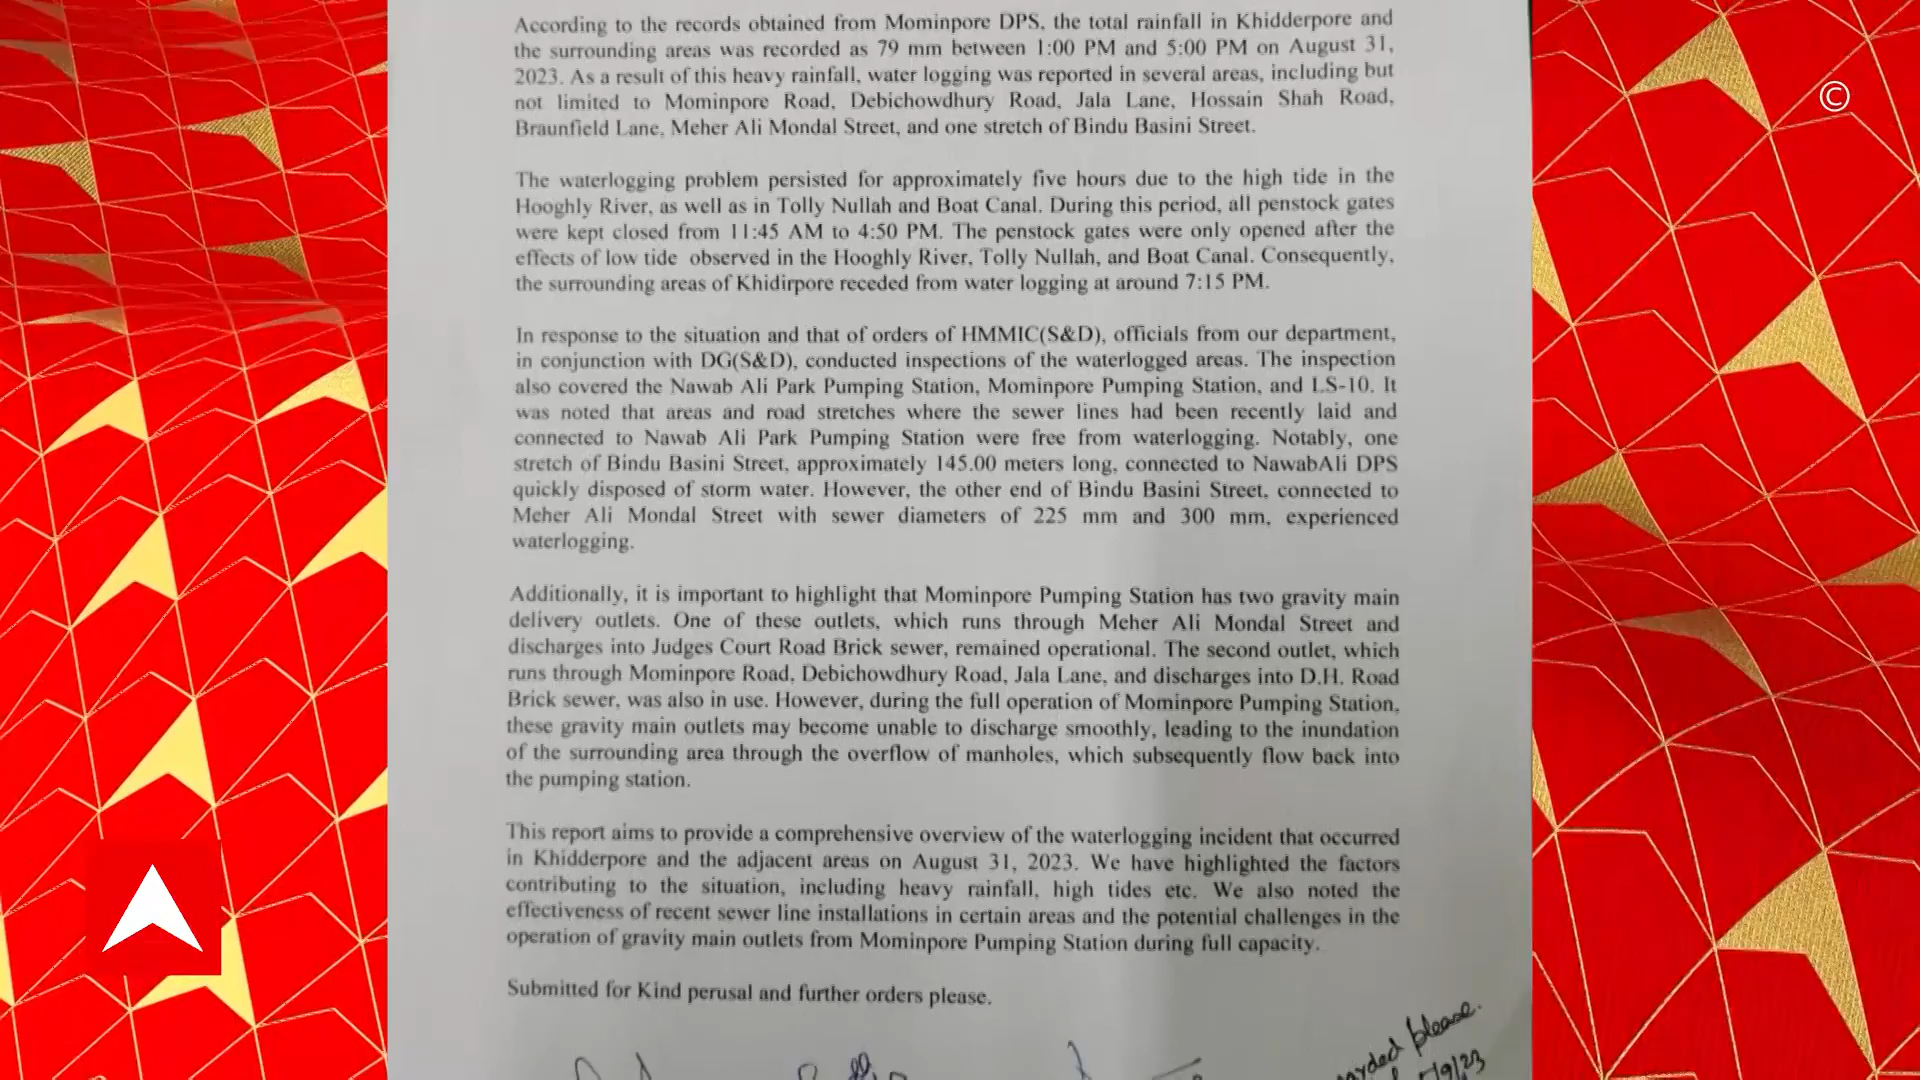 According to the records obtained from Mominpore DPS, the total rainfall in Khidderpore and
the surrounding areas was recorded as 79 mm between 1:00 PM and 5:00 PM on August 31,
2023. As a result of this heavy rainfall, water logging was reported in several areas, including but
not limited to Mominpore Road, Debichowdhury Road, Jala Lane, Hossain Shah Road,
Braunfield Lane, Meher Ali Mondal Street, and one stretch of Bindu Basini Street.
The waterlogging problem persisted for approximately five hours due to the high tide in the
Hooghly River, as well as in Tolly Nullah and Boat Canal. During this period, all penstock gates
were kept closed from 11:45 AM to 4:50 PM. The penstock gates were only opened after the
effects of low tide observed in the Hooghly River, Tolly Nullah, and Boat Canal. Consequently,
the surrounding areas of Khidirpore receded from water logging at around 7:15 PM.
In response to the situation and that of orders of HMMIC(S&D), officials from our department,
in conjunction with DG(S&D), conducted inspections of the waterlogged areas. The inspection
also covered the Nawab Ali Park Pumping Station, Mominpore Pumping Station, and LS-10. It
was noted that areas and road stretches where the sewer lines had been recently laid and
connected to Nawab Ali Park Pumping Station were free from waterlogging. Notably, one
stretch of Bindu Basini Street, approximately 145.00 meters long, connected to NawabAli DPS
quickly disposed of storm water. However, the other end of Bindu Basini Street, connected to
Meher Ali Mondal Street with sewer diameters of 225 mm and 300 mm, experienced
waterlogging.
Additionally, it is important to highlight that Mominpore Pumping Station has two gravity main
delivery outlets. One of these outlets, which runs through Meher Ali Mondal Street and
discharges into Judges Court Road Brick sewer, remained operational. The second outlet, which
runs through Mominpore Road, Debichowdhury Road, Jala Lane, and discharges into D.H. Road
Brick sewer, was also in use. However, during the full operation of Mominpore Pumping Station,
these gravity main outlets may become unable to discharge smoothly, leading to the inundation
of the surrounding area through the overflow of manholes, which subsequently flow back into
the pumping station.
This report aims to provide a comprehensive overview of the waterlogging incident that occurred
in Khidderpore and the adjacent areas on August 31, 2023. We have highlighted the factors
contributing to the situation, including heavy rainfall, high tides etc. We also noted the
effectiveness of recent sewer line installations in certain areas and the potential challenges in the
operation of gravity main outlets from Mominpore Pumping Station during full capacity.
Submitted for Kind perusal and further orders please.
please.
©